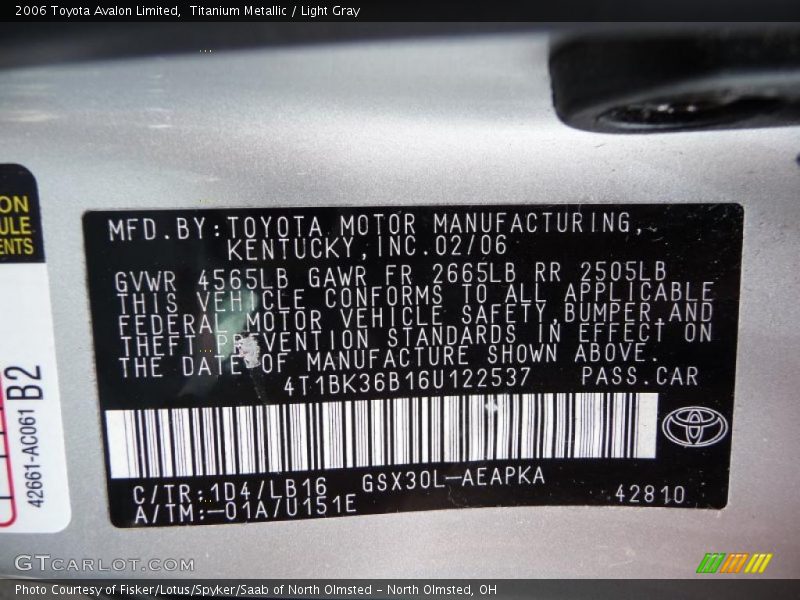 2006 Toyota Avalon Limited,  Titanium Metallic / Light Gray
ON
ULE
ENTS
42661-AC061 B2
MFD.BY:TOYOTA MOTOR MANUFACTURING,
KENTUCKY,INC.02/06
GVWR 4565LB GAWR FR 2665LB RR 2505LB
THIS VEHICLE CONFORMS TO ALL APPLICABLE
FEDERAL MOTOR VEHICLE SAFETY,BUMPER,AND
THEFT PREVENTION STANDARDS IN EFFECT ON
THE DATE OF MANUFACTURE SHOWN ABOVE.
4T1BK36B16U122537 PASS.CAR
C/TR:1D4/LB16 GSX30L-AEAPKA
A/TM:-01A/U151E 42810
GTCARLOT.COM
Photo Courtesy of Fisker/Lotus/Spyker/Saab of North Olmsted - North Olmsted, OH